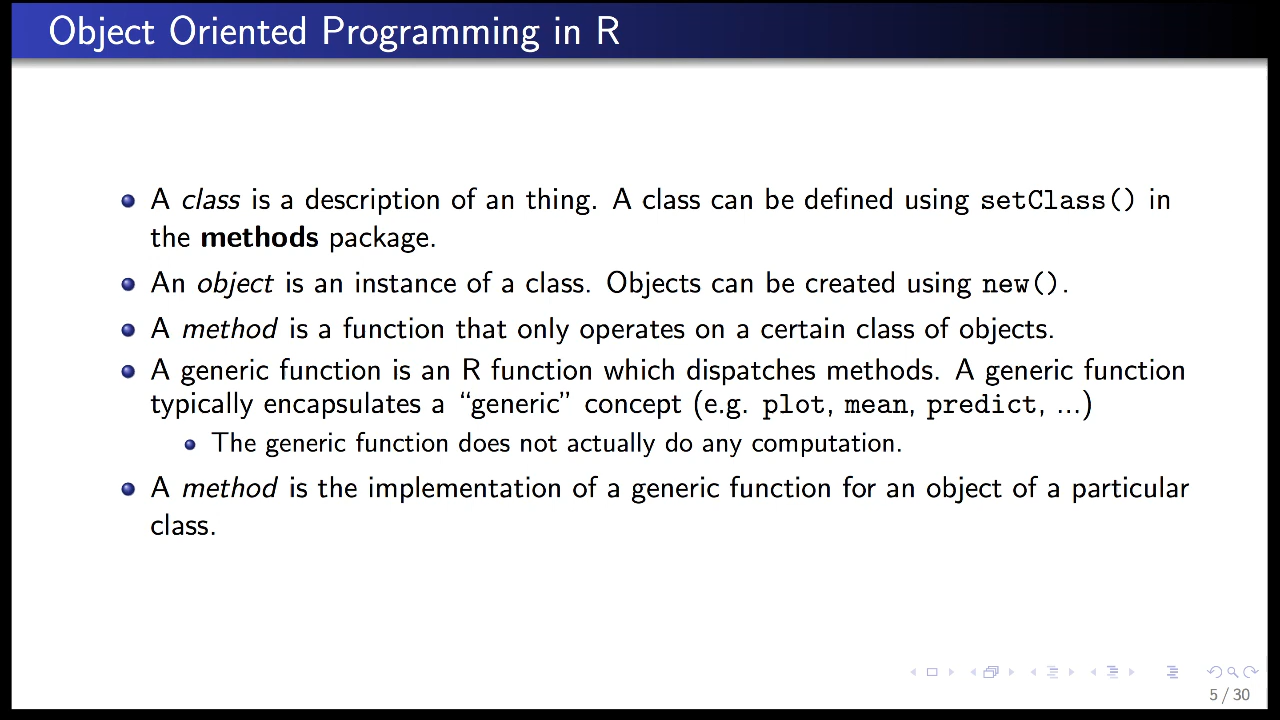 Object Oriented Programming in R
A class is a description of an thing. A class can be defined using setClass() in
the methods package.
An object is an instance of a class. Objects can be created using new().
A method is a function that only operates on a certain class of objects.
A generic function is an R function which dispatches methods. A generic function
typically encapsulates a “generic” concept (e.g. plot, mean, predict, ...)
The generic function does not actually do any computation.
A method is the implementation of a generic function for an object of a particular
class.
5 / 30